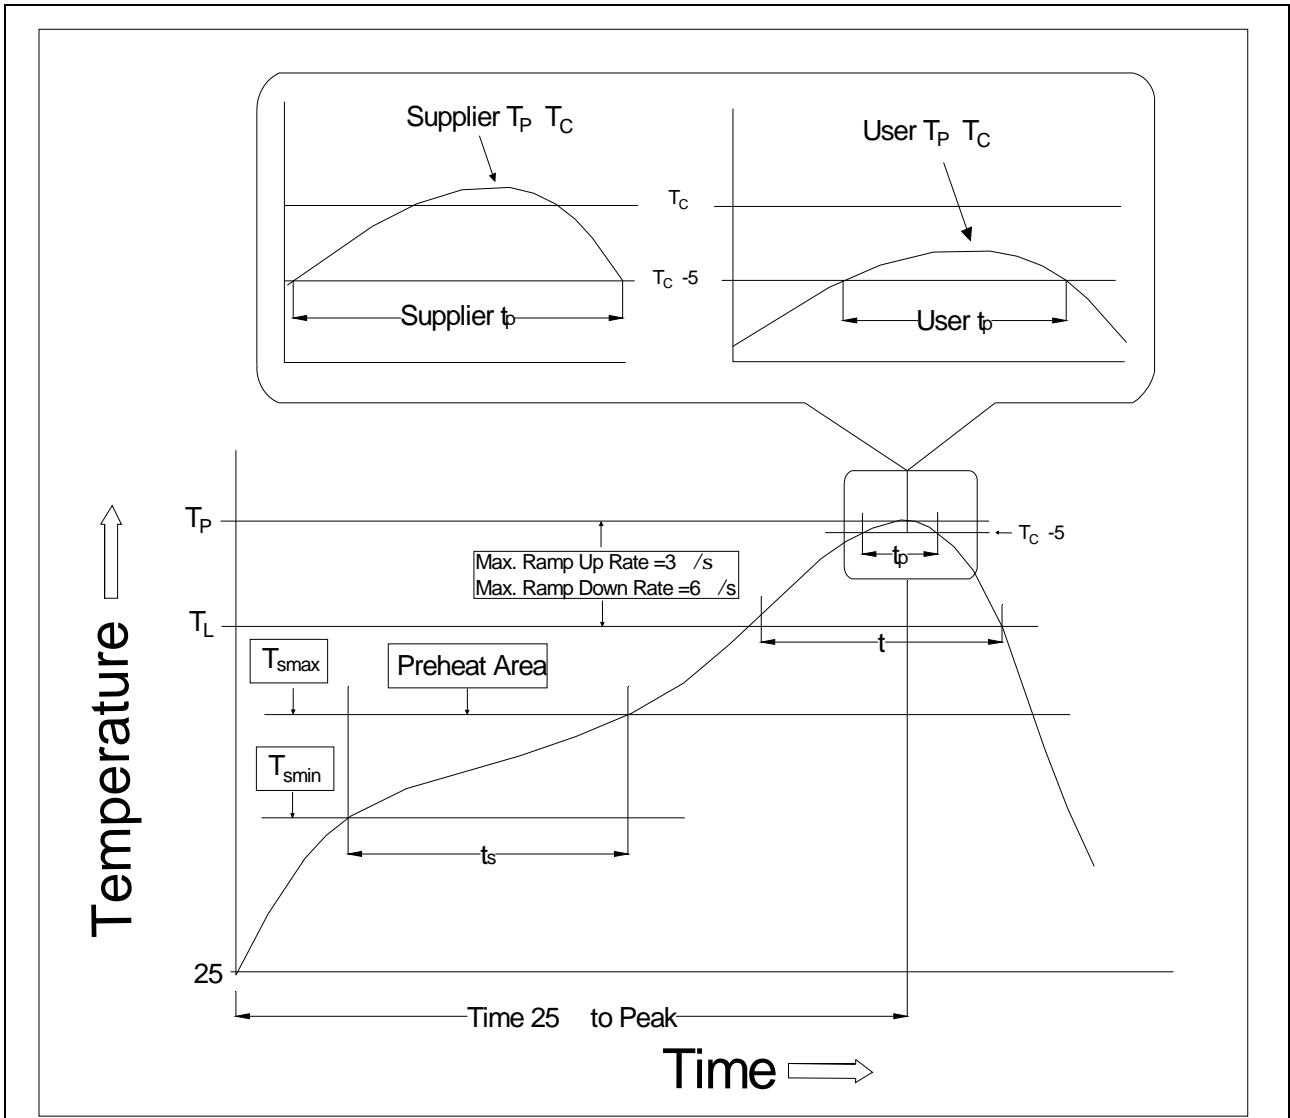 Supplier TP TC
User TP TC
TC
TC -5
Supplier tp
User tp
TP
TC -5
tp
Max. Ramp Up Rate =3 /s
Max. Ramp Down Rate =6 /s
TL
t
Tsmax
Preheat Area
Tsmin
ts
Temperature
25
Time 25 to Peak
Time